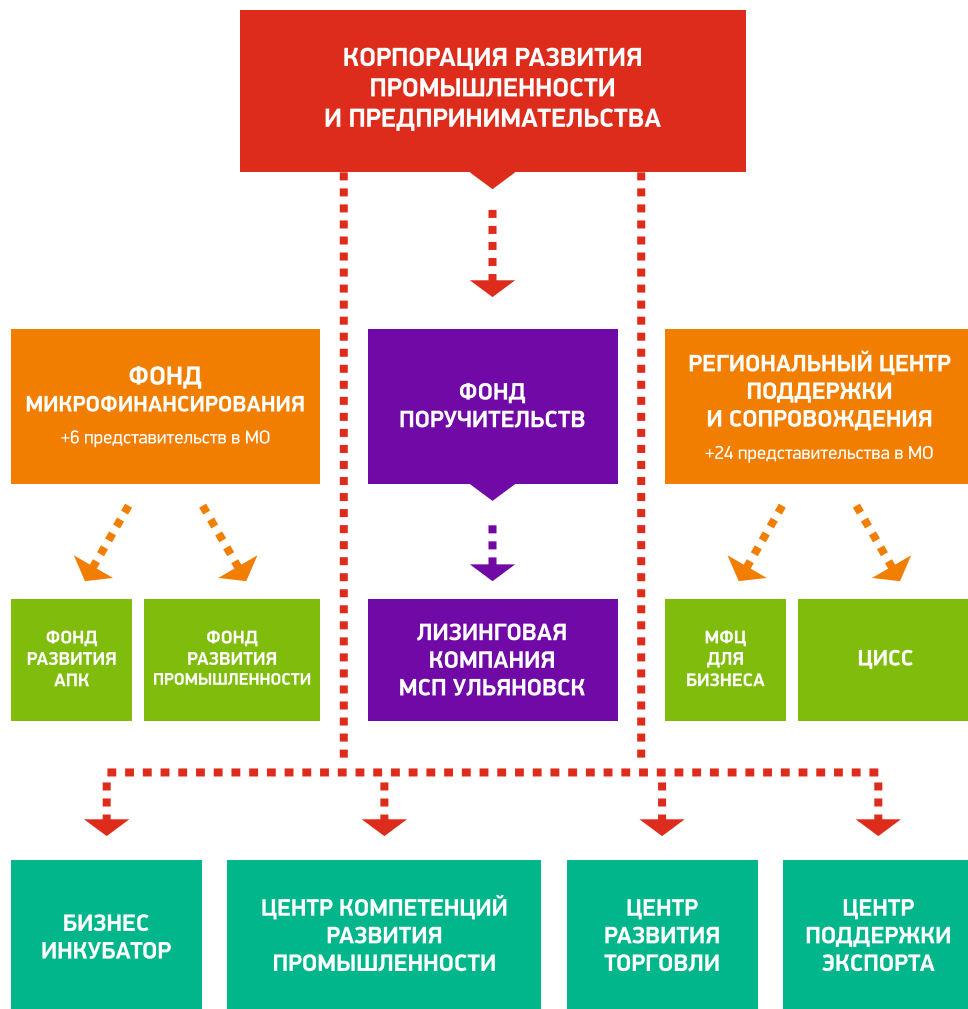 КОРПОРАЦИЯ РАЗВИТИЯ
ПРОМЫШЛЕННОСТИ
И ПРЕДПРИНИМАТЕЛЬСТВА
ФОНД
МИКРОФИНАНСИРОВАНИЯ
+6 представительств в МО
ФОНД
ПОРУЧИТЕЛЬСТВ
РЕГИОНАЛЬНЫЙ ЦЕНТР
ПОДДЕРЖКИ
И СОПРОВОЖДЕНИЯ
+24 представительства в МО
ФОНД
РАЗВИТИЯ
АПК
ФОНД
РАЗВИТИЯ
ПРОМЫШЛЕННОСТИ
ЛИЗИНГОВАЯ
КОМПАНИЯ
МСП УЛЬЯНОВСК
МФЦ
ДЛЯ
БИЗНЕСА
ЦИСС
БИЗНЕС
ИНКУБАТОР
ЦЕНТР КОМПЕТЕНЦИЙ
РАЗВИТИЯ
ПРОМЫШЛЕННОСТИ
ЦЕНТР
РАЗВИТИЯ
ТОРГОВЛИ
ЦЕНТР
ПОДДЕРЖКИ
ЭКСПОРТА